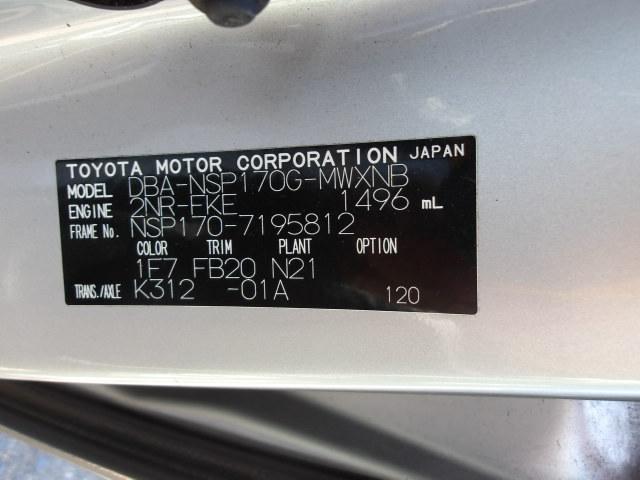 TOYOTA MOTOR CORPORATION JAPAN
MODEL DBA-NSP170G-MWXNB
ENGINE 2NR-FKE 1496 mL
FRAME No. NSP170-7195812
COLOR TRIM PLANT OPTION
1E7 FB20 N21
TRANS./AXLE K312 -01A 120